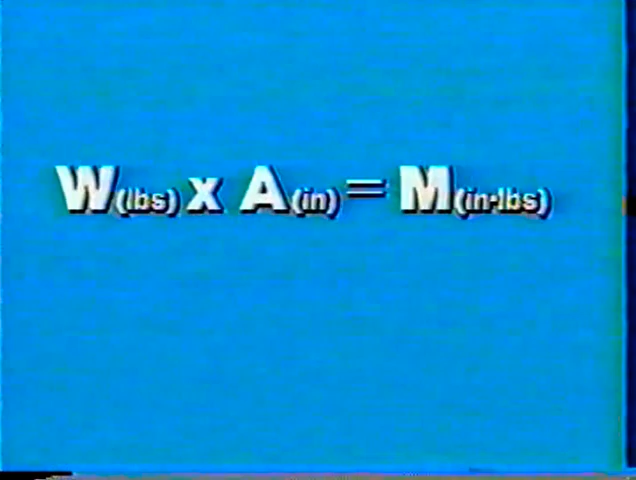 W(lbs) x A(in) = M(in-lbs)